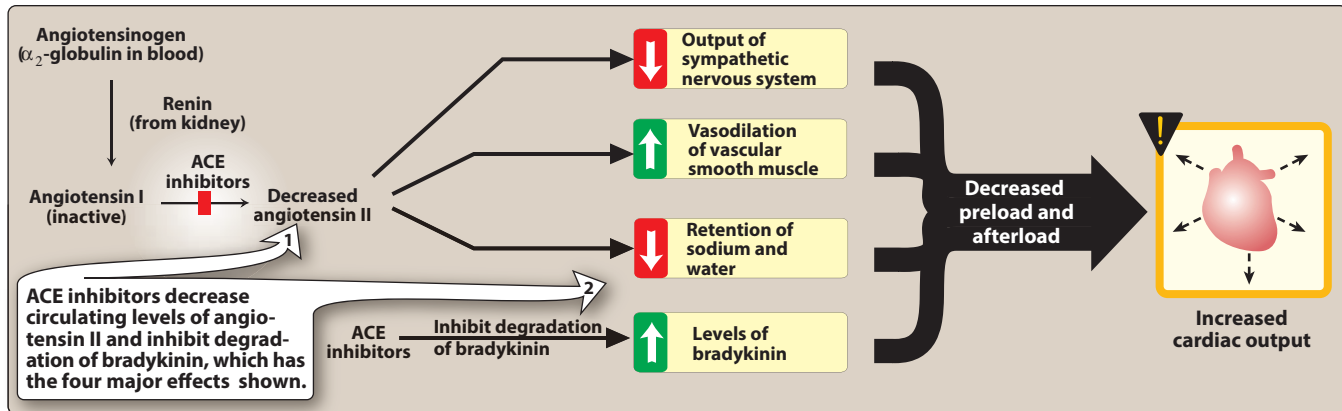 Angiotensinogen
(α2-globulin in blood)
Renin
(from kidney)
ACE
inhibitors
Angiotensin I
(inactive)
Decreased
angiotensin II
1
2
ACE inhibitors decrease
circulating levels of angio-
tensin II and inhibit degrad-
ation of bradykinin, which has
the four major effects shown.
ACE
inhibitors
Inhibit degradation
of bradykinin
Output of
sympathetic
nervous system
Vasodilation
of vascular
smooth muscle
Retention of
sodium and
water
Levels of
bradykinin
Decreased
preload and
afterload
!
Increased
cardiac output